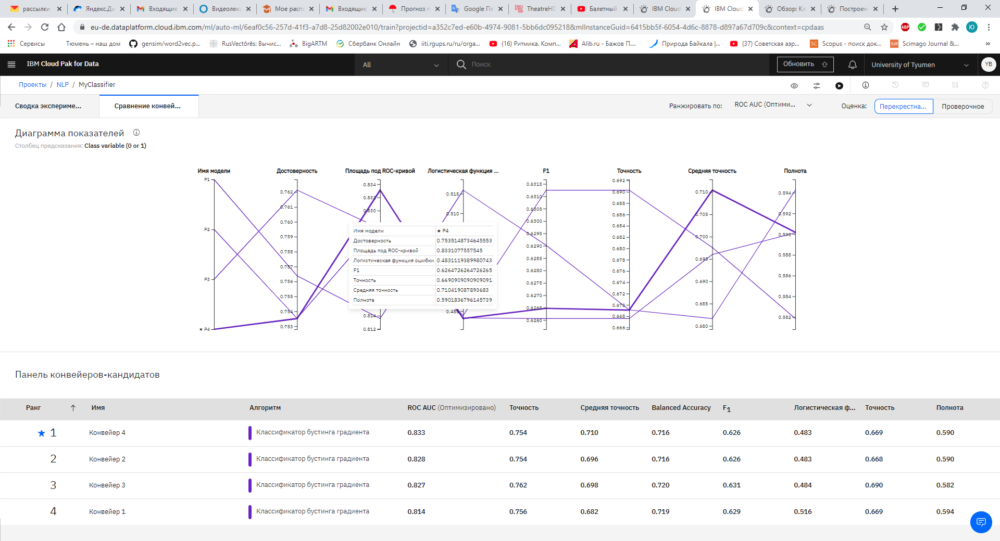 рассылки
Яндекс.Ди
Входящие
Видеолек
Мое распи
Входящие
Прогноз п
Google Пе
TheatreHD
Балетный
IBM Cloud
IBM Cloud
Обзор: Кл
Построен
eu-de.dataplatform.cloud.ibm.com/ml/auto-ml/6eaf0c56-257d-41f3-a7d8-25d82002e010/train?projectid=a352c7ed-e60b-4974-9081-5bb6dc095218&mlInstanceGuid=6415bb5f-6054-4d6c-8878-d897a67d709c&context=cpdaas
ABP
Ю
Сервисы
Тюмень – наш дом
gensim/word2vec.p...
RusVectōrēs: Вычис...
BigARTM
Сбербанк Онлайн
iiti.rgups.ru/ru/orga...
(16) Ритмика. Комп...
Alib.ru - Бажов П....
Природа Байкала |...
(37) Советская аэр...
SC Scopus - поиск док...
SJR Scimago Journal &...
»
IBM Cloud Pak for Data
All
Поиск
Обновить
University of Tyumen
YB
Проекты / NLP / MyClassifier
Сводка эксперимe...
Сравнение конвей...
Ранжировать по:
ROC AUC (Оптими...
Оценка:
Перекрестна...
Проверочное
Диаграмма показателей
Столбец предсказания: Class variable (0 or 1)
Имя модели
Достоверность
Площадь под ROC-кривой
Логистическая функция ...
F1
Точность
Средняя точность
Полнота
P1
P2
P3
★ P4
0.762
0.761
0.760
0.759
0.758
0.757
0.756
0.755
0.754
0.753
0.834
0.832
0.830
0.814
0.812
0.515
0.510
0.485
0.6315
0.6310
0.6305
0.6300
0.6295
0.6290
0.6285
0.6280
0.6275
0.6270
0.6265
0.6260
0.692
0.690
0.688
0.686
0.684
0.682
0.680
0.678
0.676
0.674
0.672
0.670
0.668
0.666
0.710
0.705
0.700
0.695
0.690
0.685
0.680
0.594
0.592
0.590
0.588
0.586
0.584
0.582
Имя модели ★ P4
Достоверность 0.7535148734645553
Площадь под ROC-кривой 0.8331077557545
Логистическая функция ошибки 0.4831119389980743
F1 0.6264726264726265
Точность 0.6690909090909091
Средняя точность 0.710419087893683
Полнота 0.5901836796145739
Панель конвейеров-кандидатов
Ранг Имя Алгоритм ROC AUC (Оптимизировано) Точность Средняя точность Balanced Accuracy F1 Логистическая ф... Точность Полнота
★ 1 Конвейер 4 Классификатор бустинга градиента 0.833 0.754 0.710 0.716 0.626 0.483 0.669 0.590
2 Конвейер 2 Классификатор бустинга градиента 0.828 0.754 0.696 0.716 0.626 0.483 0.668 0.590
3 Конвейер 3 Классификатор бустинга градиента 0.827 0.762 0.698 0.720 0.631 0.484 0.690 0.582
4 Конвейер 1 Классификатор бустинга градиента 0.814 0.756 0.682 0.719 0.629 0.516 0.669 0.594